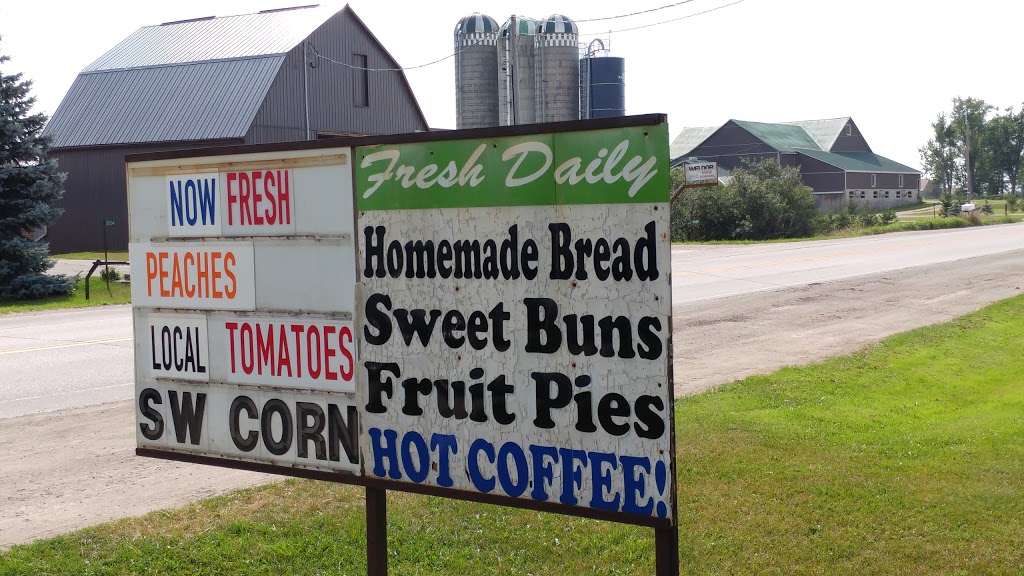 NOW FRESH
PEACHES
LOCAL TOMATOES
SW CORN
Fresh Daily
Homemade Bread
Sweet Buns
Fruit Pies
HOT COFFEE!